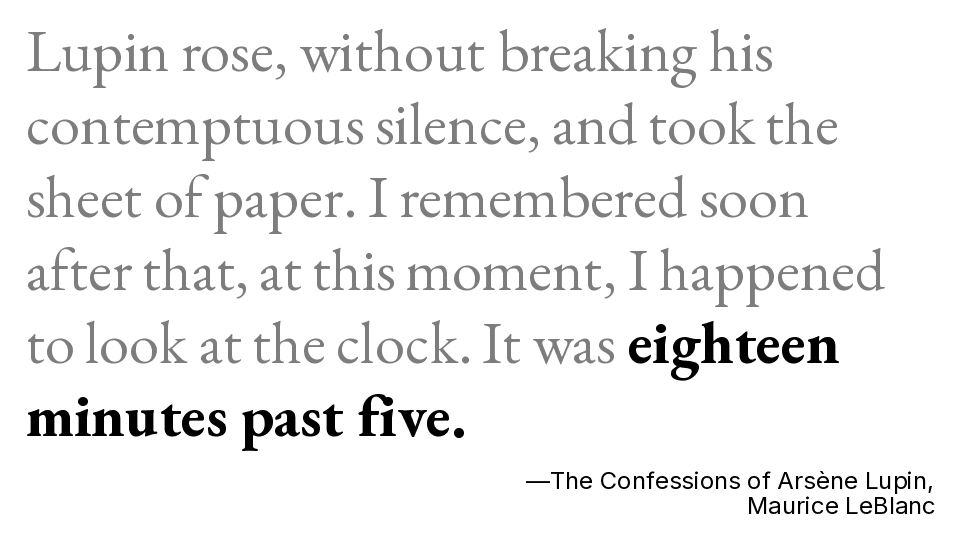 Lupin rose, without breaking his
contemptuous silence, and took the
sheet of paper. I remembered soon
after that, at this moment, I happened
to look at the clock. It was eighteen
minutes past five.
—The Confessions of Arsène Lupin,
Maurice LeBlanc